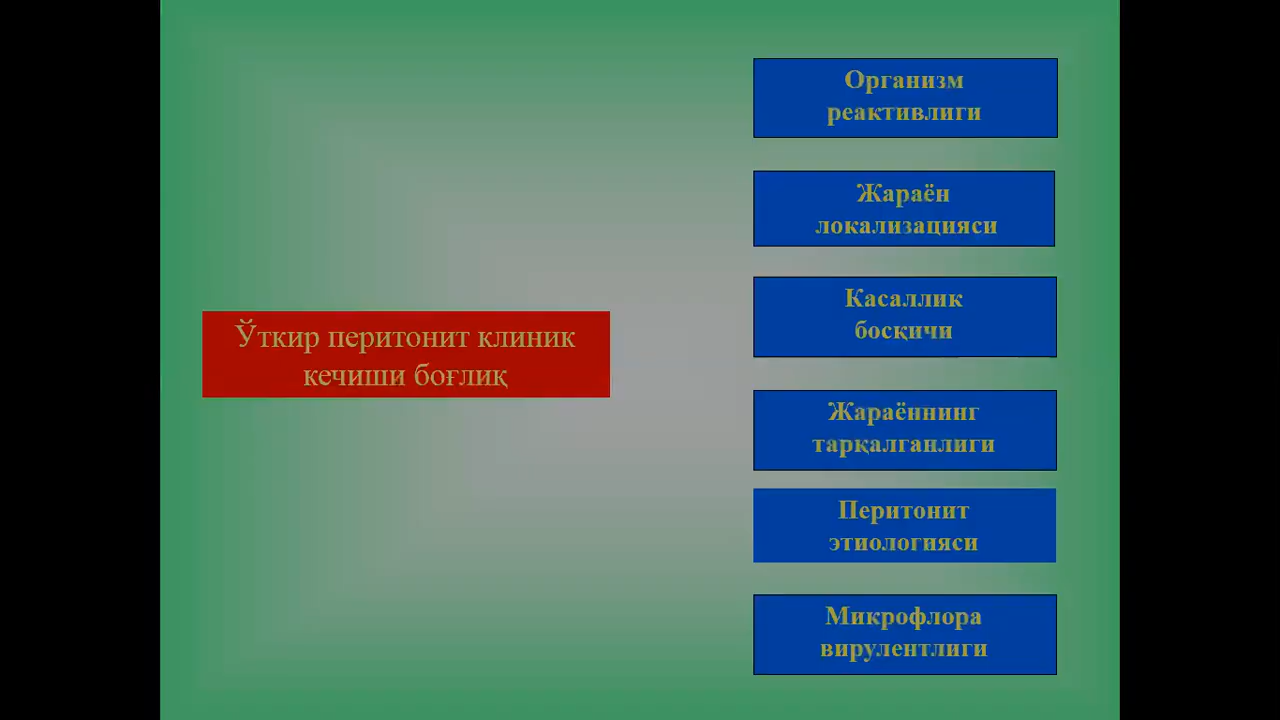 Организм
реактивлиги
Жараён
локализацияси
Касаллик
босқичи
Ўткир перитонит клиник
кечиши боғлиқ
Жараённинг
тарқалганлиги
Перитонит
этиологияси
Микрофлора
вирулентлиги